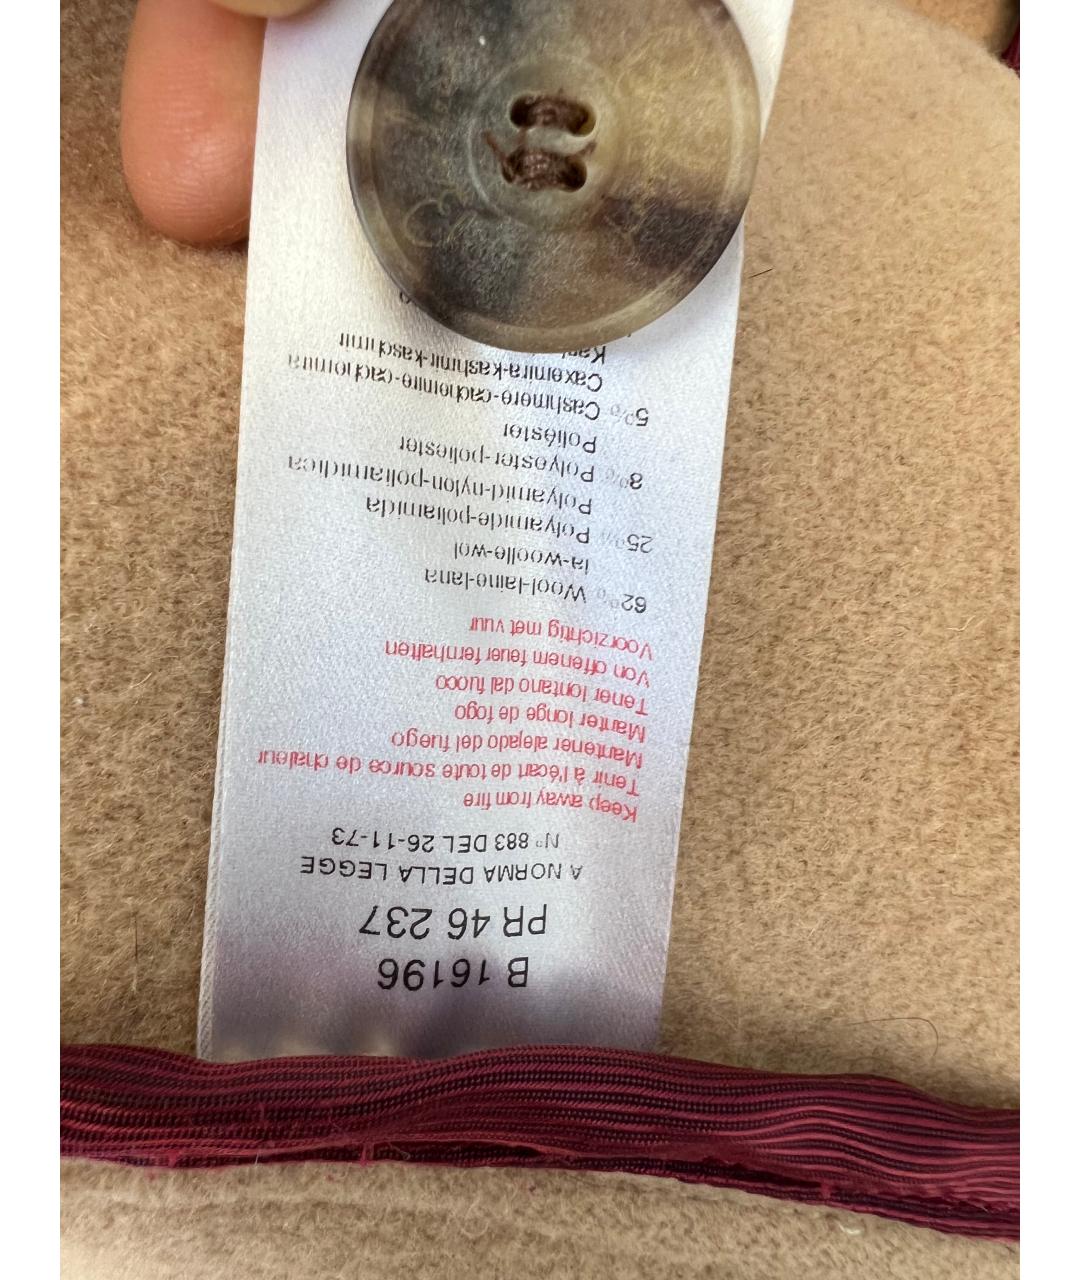 B 16196
PR 46 237
A NORMA DELLA LEGGE
N° 883 DEL 26-11-73
Keep away from fire
Tenir à l'écart de toute source de chaleur
Mantener alejado del fuego
Manter longe de fogo
Tener lontano dal fuoco
Von offenem feuer fernhalten
Voorzichtig met vuur
62% Wool-laine-lana
la-woolle-wol
25% Polyamide-poliamida
Polyamid-nylon-poliamidica
8% Polyester-poliester
Poliéster
5% Cashmere-cachemire-cachemira
Caxemira-kashmir-kaschmir